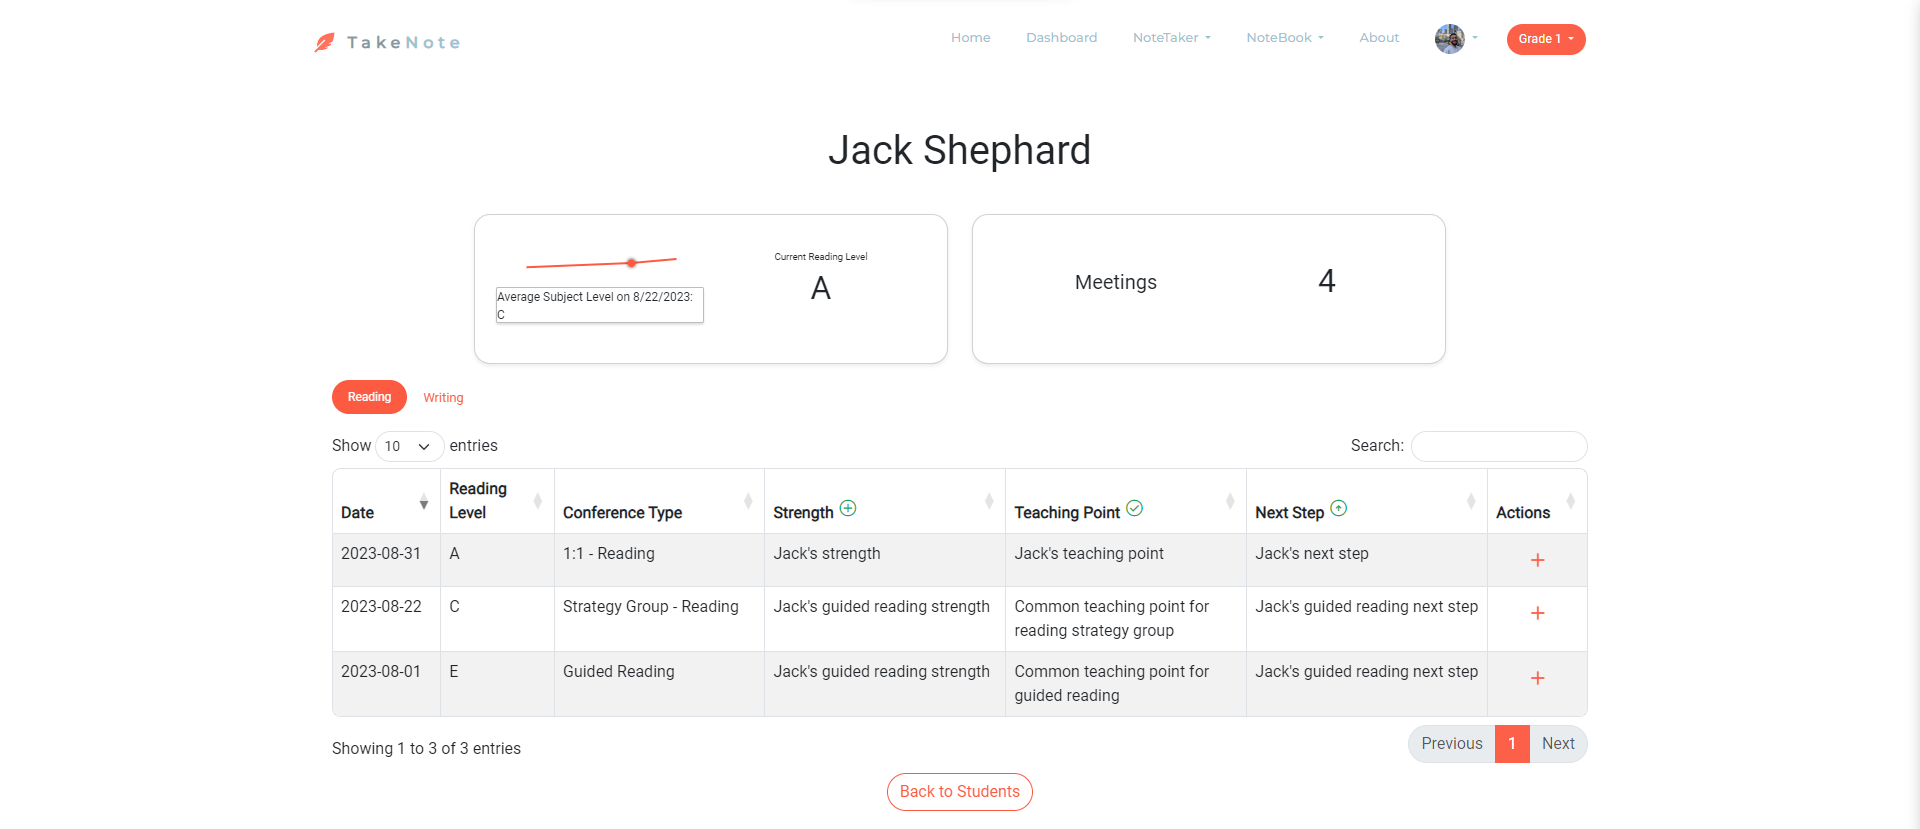 TakeNote
Home Dashboard NoteTaker NoteBook About Grade 1
Jack Shephard
Average Subject Level on 8/22/2023:
C
Current Reading Level
A
Meetings 4
Reading Writing
Show 10 entries Search:
Date Reading Level Conference Type Strength Teaching Point Next Step Actions
2023-08-31 A 1:1 - Reading Jack's strength Jack's teaching point Jack's next step
2023-08-22 C Strategy Group - Reading Jack's guided reading strength Common teaching point for reading strategy group Jack's guided reading next step
2023-08-01 E Guided Reading Jack's guided reading strength Common teaching point for guided reading Jack's guided reading next step
Showing 1 to 3 of 3 entries
Previous 1 Next
Back to Students